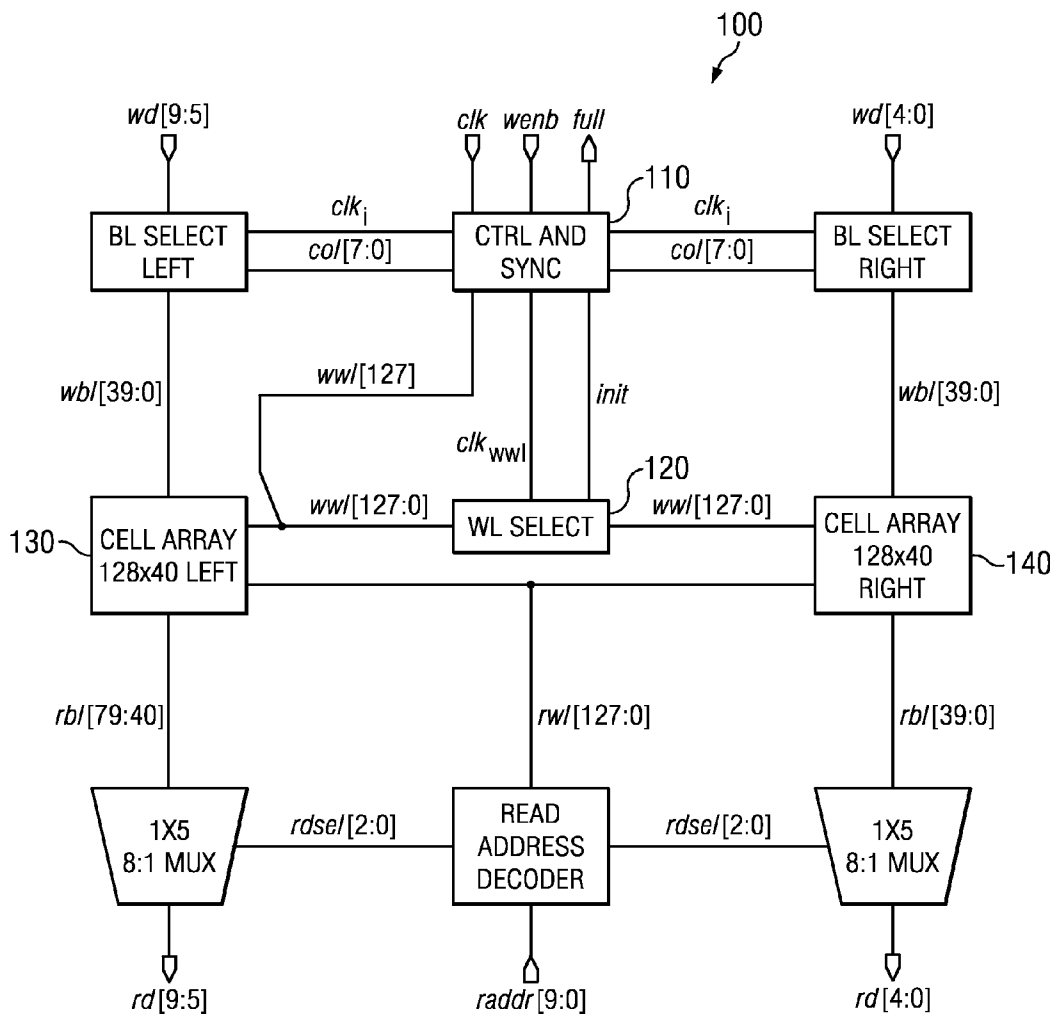 100
wd[9:5]
clk
wenb
full
wd[4:0]
110
BL SELECT
LEFT
clki
col[7:0]
CTRL AND
SYNC
clki
col[7:0]
BL SELECT
RIGHT
wbl[39:0]
wwl[127]
init
wbl[39:0]
clkwwl
120
130
CELL ARRAY
128x40 LEFT
wwl[127:0]
WL SELECT
wwl[127:0]
CELL ARRAY
128x40
RIGHT
140
rbl[79:40]
rwl[127:0]
rbl[39:0]
1X5
8:1 MUX
rdsel[2:0]
READ
ADDRESS
DECODER
rdsel[2:0]
1X5
8:1 MUX
rd[9:5]
raddr[9:0]
rd[4:0]